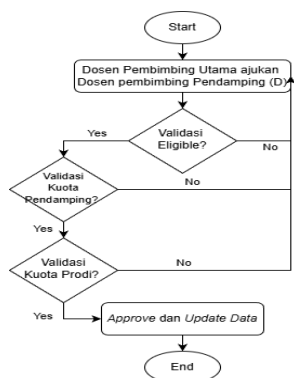 Start
Dosen Pembimbing Utama ajukan
Dosen pembimbing Pendamping (D)
Yes
Validasi
Eligible?
No
Validasi
Kuota
Pendamping?
No
Yes
Validasi
Kuota Prodi?
No
Yes
Approve dan Update Data
End